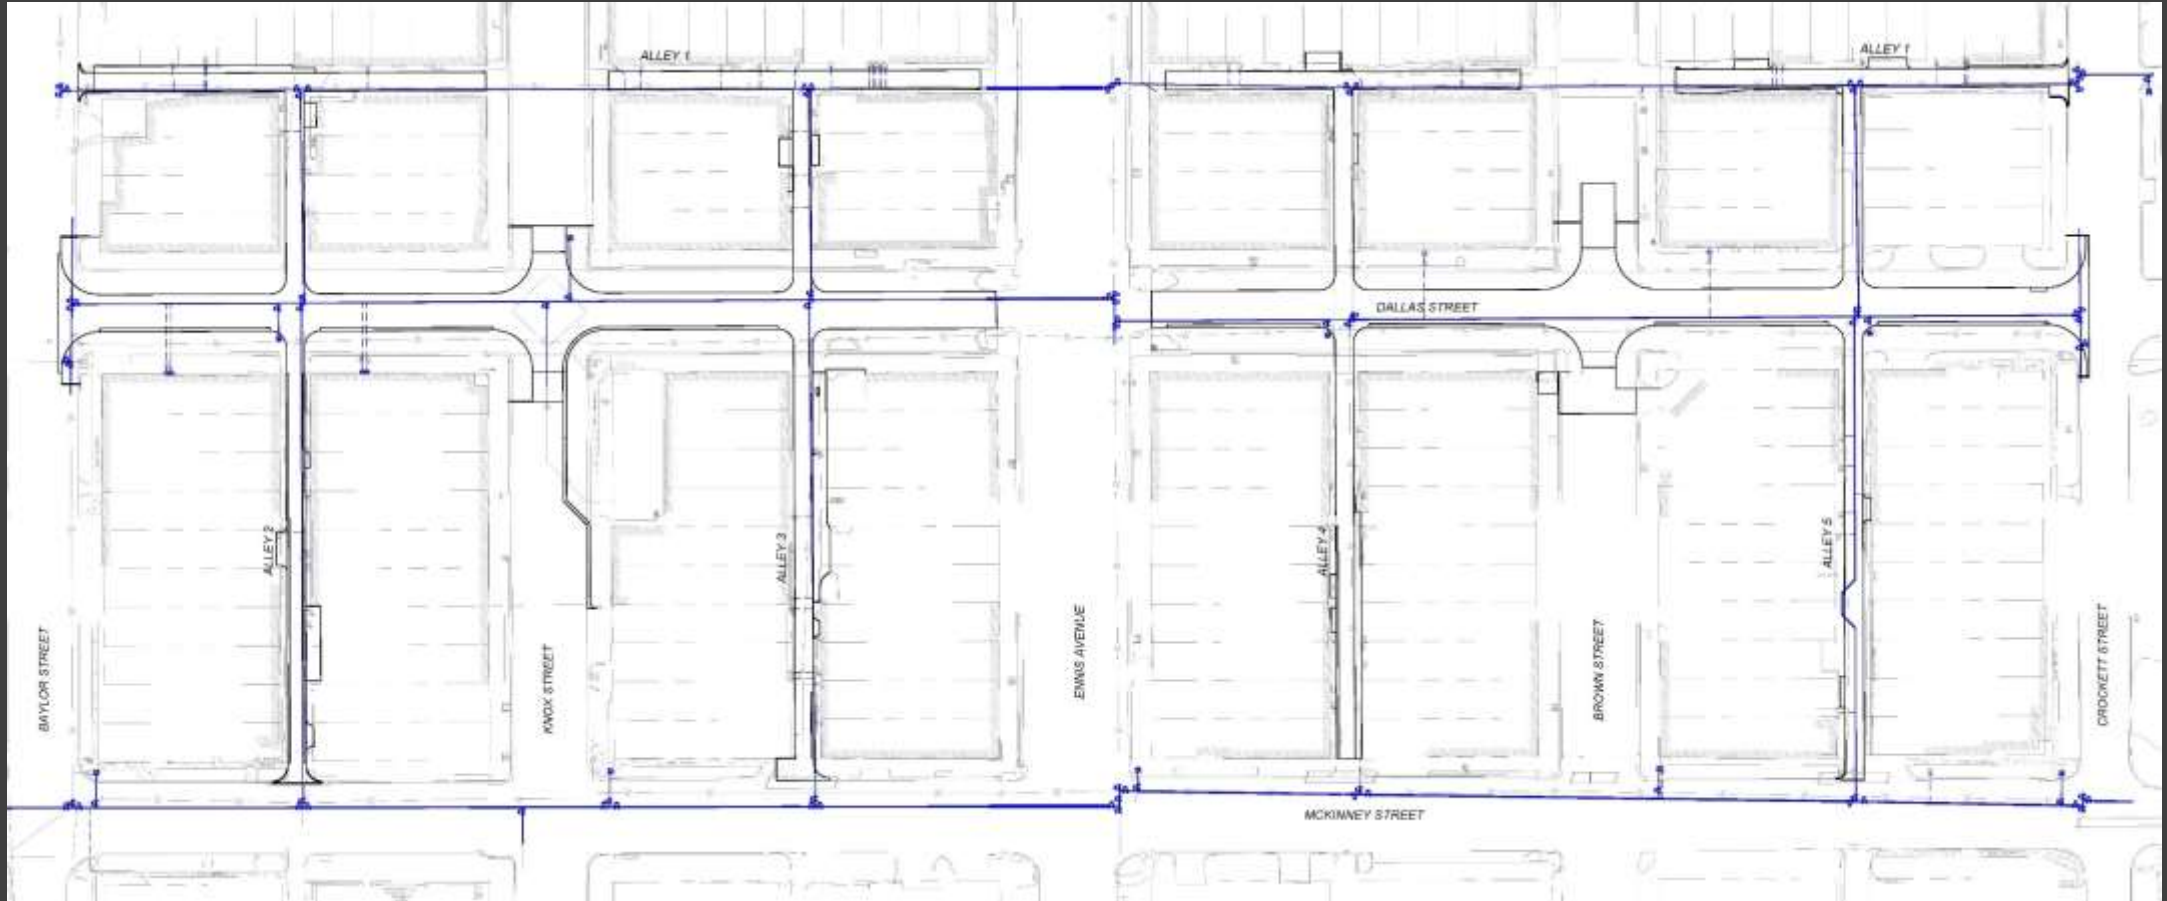 ALLEY 1
ALLEY 1
DALLAS STREET
ALLEY 2
ALLEY 3
ALLEY 4
ALLEY 5
BAYLOR STREET
KNOX STREET
ENNIS AVENUE
BROWN STREET
CROCKETT STREET
MCKINNEY STREET